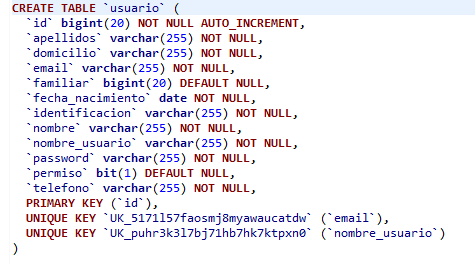 CREATE TABLE `usuario` (
`id` bigint(20) NOT NULL AUTO_INCREMENT,
`apellidos` varchar(255) NOT NULL,
`domicilio` varchar(255) NOT NULL,
`email` varchar(255) NOT NULL,
`familiar` bigint(20) DEFAULT NULL,
`fecha_nacimiento` date NOT NULL,
`identificacion` varchar(255) NOT NULL,
`nombre` varchar(255) NOT NULL,
`nombre_usuario` varchar(255) NOT NULL,
`password` varchar(255) NOT NULL,
`permiso` bit(1) DEFAULT NULL,
`telefono` varchar(255) NOT NULL,
PRIMARY KEY (`id`),
UNIQUE KEY `UK_5171l57faosmj8myawaucatdw` (`email`),
UNIQUE KEY `UK_puhr3k3l7bj71hb7hk7ktpxn0` (`nombre_usuario`)
)